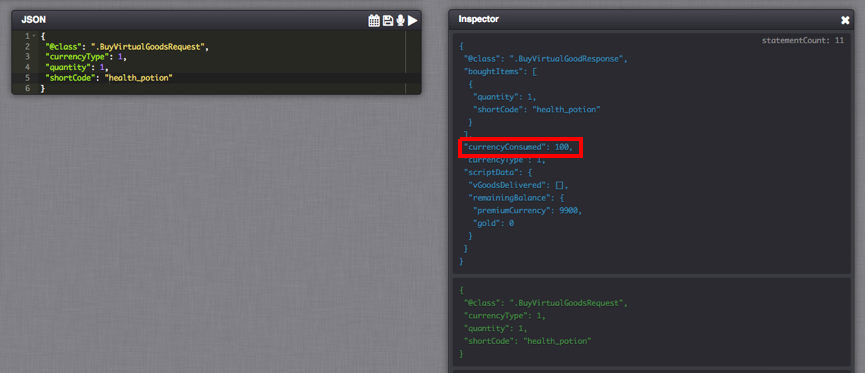 JSON
1 {
2 "@class": ".BuyVirtualGoodsRequest",
3 "currencyType": 1,
4 "quantity": 1,
5 "shortCode": "health_potion"
6 }
Inspector
statementCount: 11
{
"@class": ".BuyVirtualGoodResponse",
"boughtItems": [
{
"quantity": 1,
"shortCode": "health_potion"
}
],
"currencyConsumed": 100,
"currencyType": 1,
"scriptData": {
"vGoodsDelivered": [],
"remainingBalance": {
"premiumCurrency": 9900,
"gold": 0
}
}
}
{
"@class": ".BuyVirtualGoodsRequest",
"currencyType": 1,
"quantity": 1,
"shortCode": "health_potion"
}